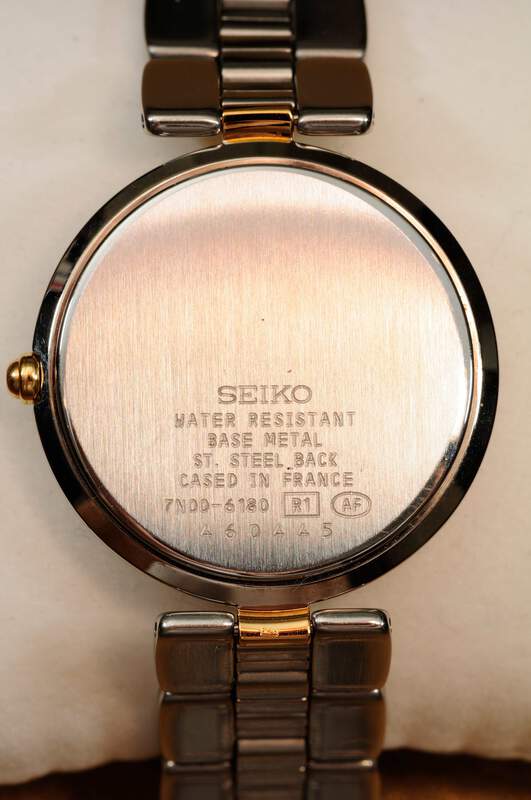 SEIKO
WATER RESISTANT
BASE METAL
ST. STEEL BACK
CASED IN FRANCE
7N00-6180 R1 AF
460445